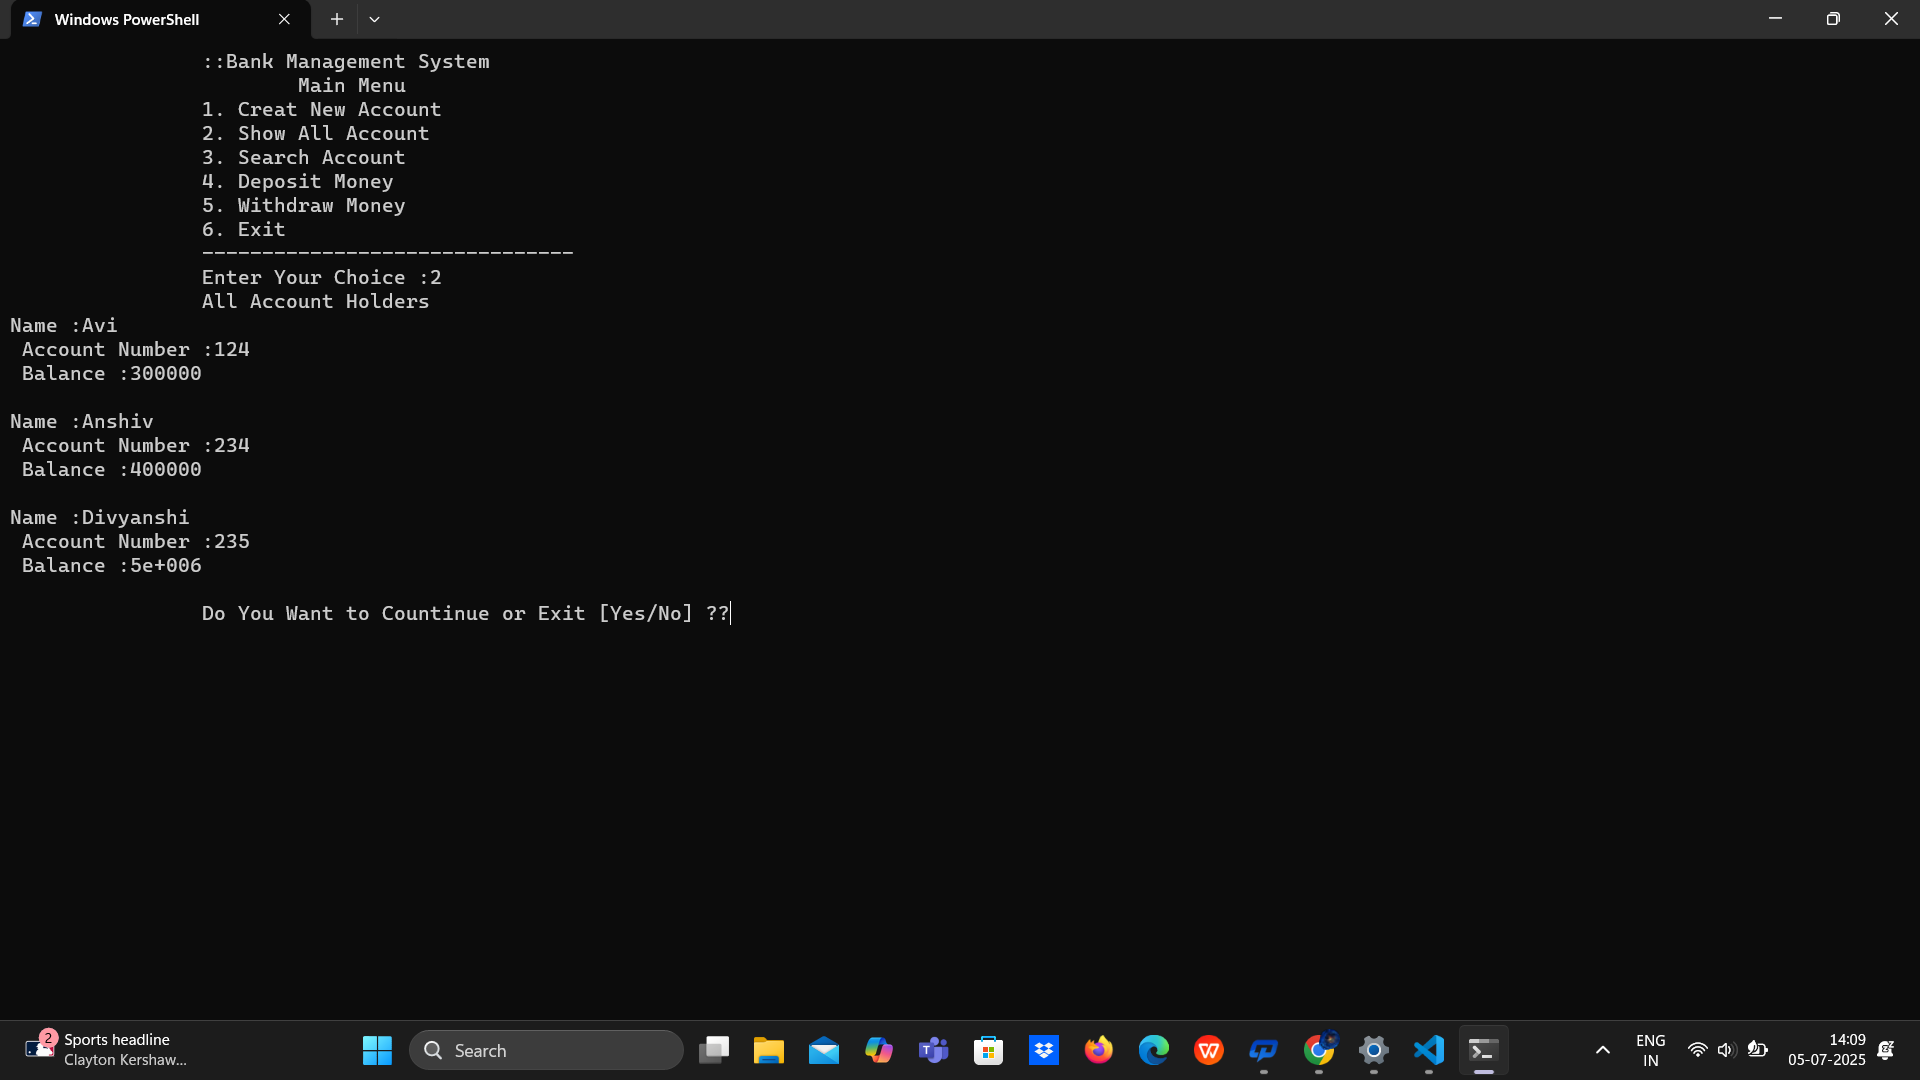 Windows PowerShell
::Bank Management System
Main Menu
1. Creat New Account
2. Show All Account
3. Search Account
4. Deposit Money
5. Withdraw Money
6. Exit
-------------------------------
Enter Your Choice :2
All Account Holders
Name :Avi
Account Number :124
Balance :300000
Name :Anshiv
Account Number :234
Balance :400000
Name :Divyanshi
Account Number :235
Balance :5e+006
Do You Want to Countinue or Exit [Yes/No] ??
2
Sports headline
Clayton Kershaw...
Search
ENG
IN
14:09
05-07-2025